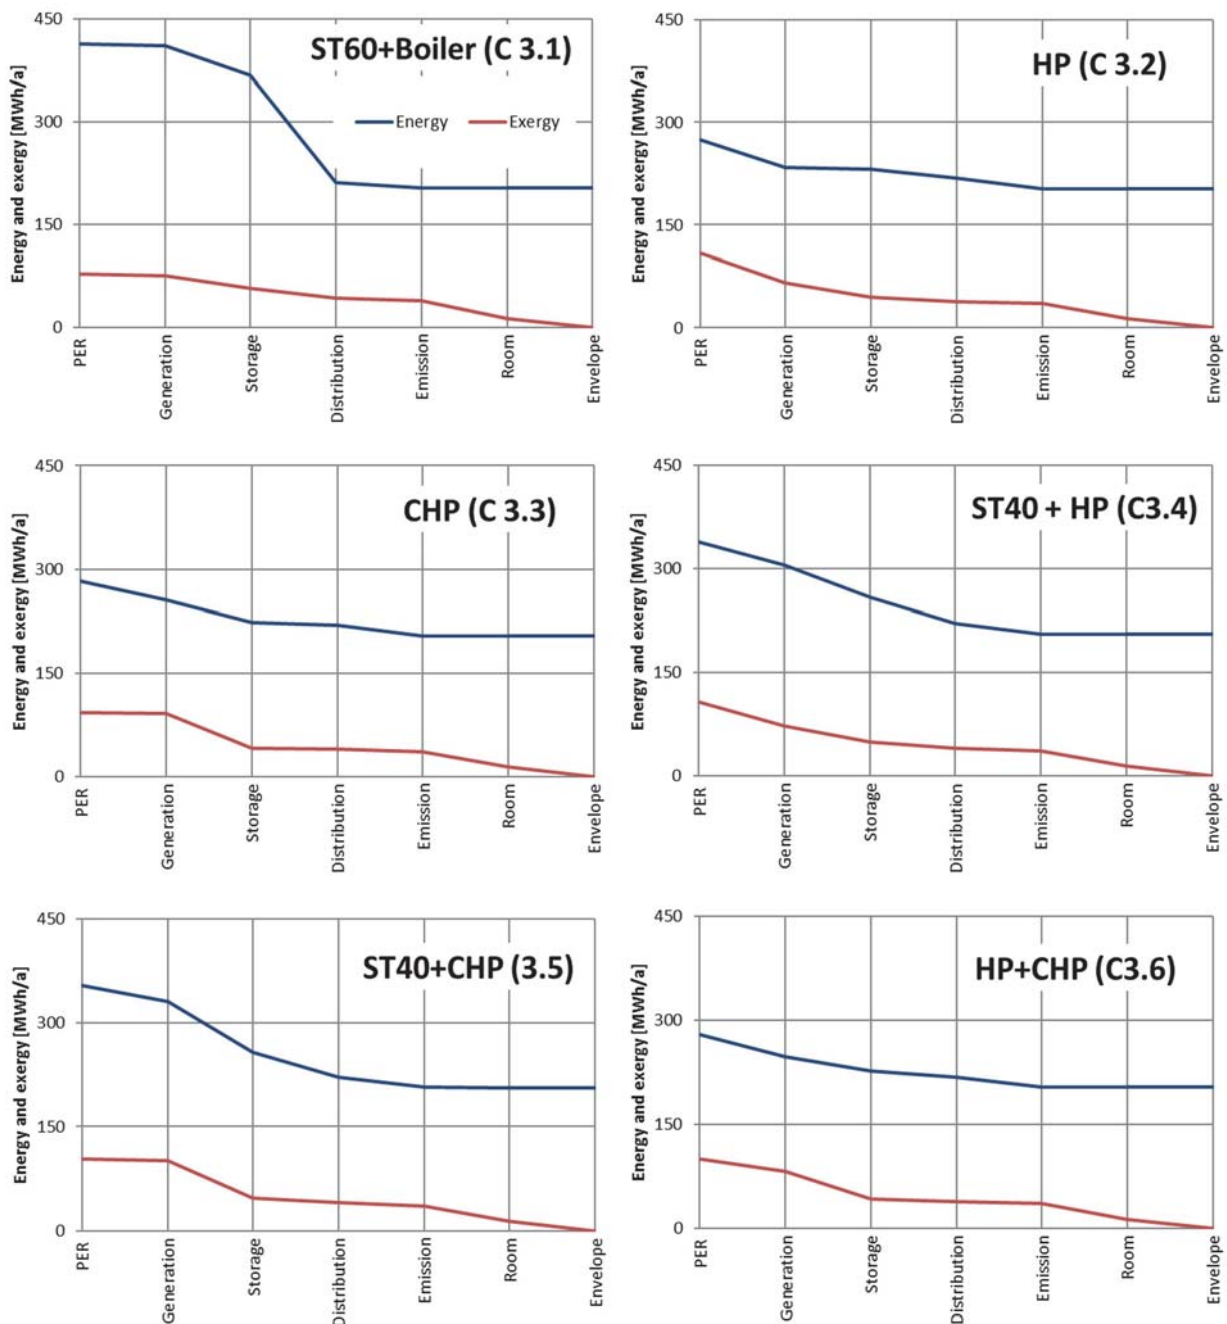 ST60+Boiler (C 3.1)
Energy and exergy [MWh/a]
450
300
150
0
Energy
Exergy
PER
Generation
Storage
Distribution
Emission
Room
Envelope
HP (C 3.2)
Energy and exergy [MWh/a]
450
300
150
0
PER
Generation
Storage
Distribution
Emission
Room
Envelope
CHP (C 3.3)
Energy and exergy [MWh/a]
450
300
150
0
PER
Generation
Storage
Distribution
Emission
Room
Envelope
ST40 + HP (C3.4)
Energy and exergy [MWh/a]
450
300
150
0
PER
Generation
Storage
Distribution
Emission
Room
Envelope
ST40+CHP (3.5)
Energy and exergy [MWh/a]
450
300
150
0
PER
Generation
Storage
Distribution
Emission
Room
Envelope
HP+CHP (C3.6)
Energy and exergy [MWh/a]
450
300
150
0
PER
Generation
Storage
Distribution
Emission
Room
Envelope